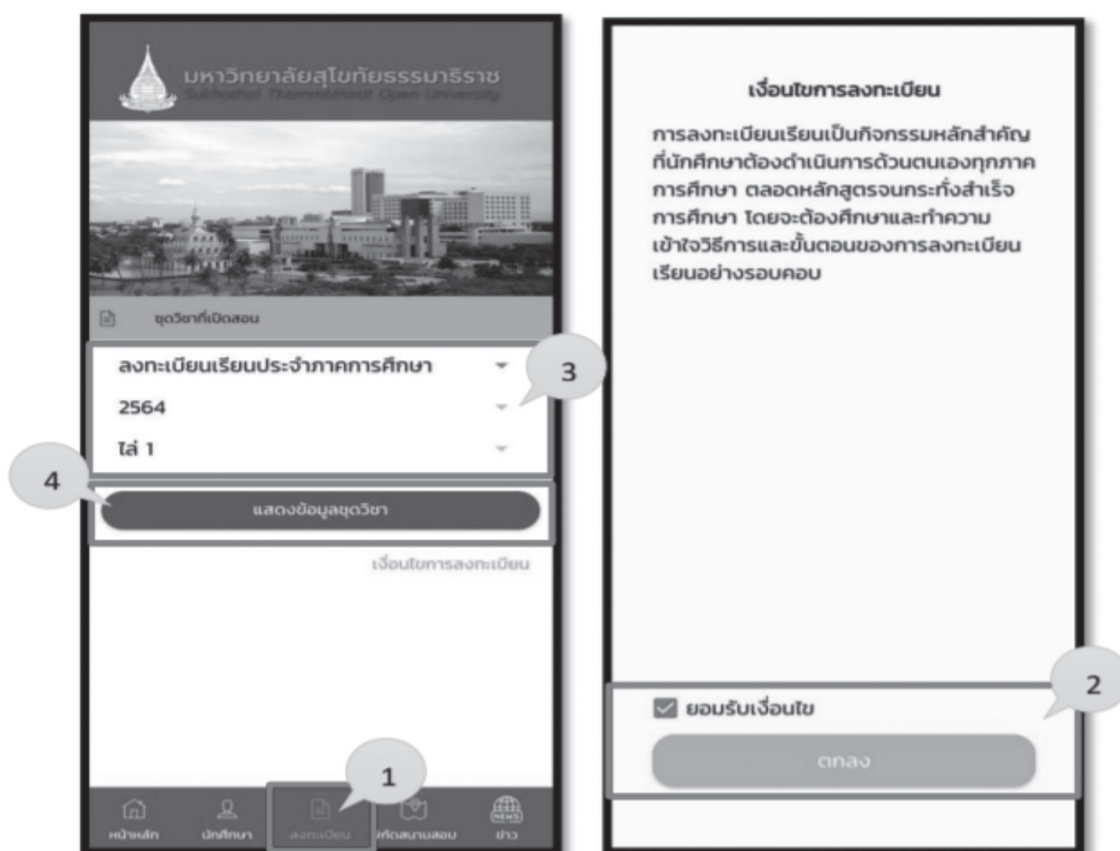 มหาวิทยาลัยสุโขทัยธรรมาธิราช
Sukhothai Thammathirat Open University
ชุดวิชาที่เปิดสอน
ลงทะเบียนเรียนประจำภาคการศึกษา
2564
ไล่ 1
3
4
แสดงข้อมูลชุดวิชา
เงื่อนไขการลงทะเบียน
1
หน้าหลัก
นักศึกษา
ลงทะเบียน
กัดสนามสอบ
NEWS
ข่าว
เงื่อนไขการลงทะเบียน
การลงทะเบียนเรียนเป็นกิจกรรมหลักสำคัญ
ที่นักศึกษาต้องดำเนินการด้วนตนเองทุกภาค
การศึกษา ตลอดหลักสูตรจนกระทั่งสำเร็จ
การศึกษา โดยจะต้องศึกษาและทำความ
เข้าใจวิธีการและขั้นตอนของการลงทะเบียน
เรียนอย่างรอบคอบ
2
ยอมรับเงื่อนไข
ตกลง